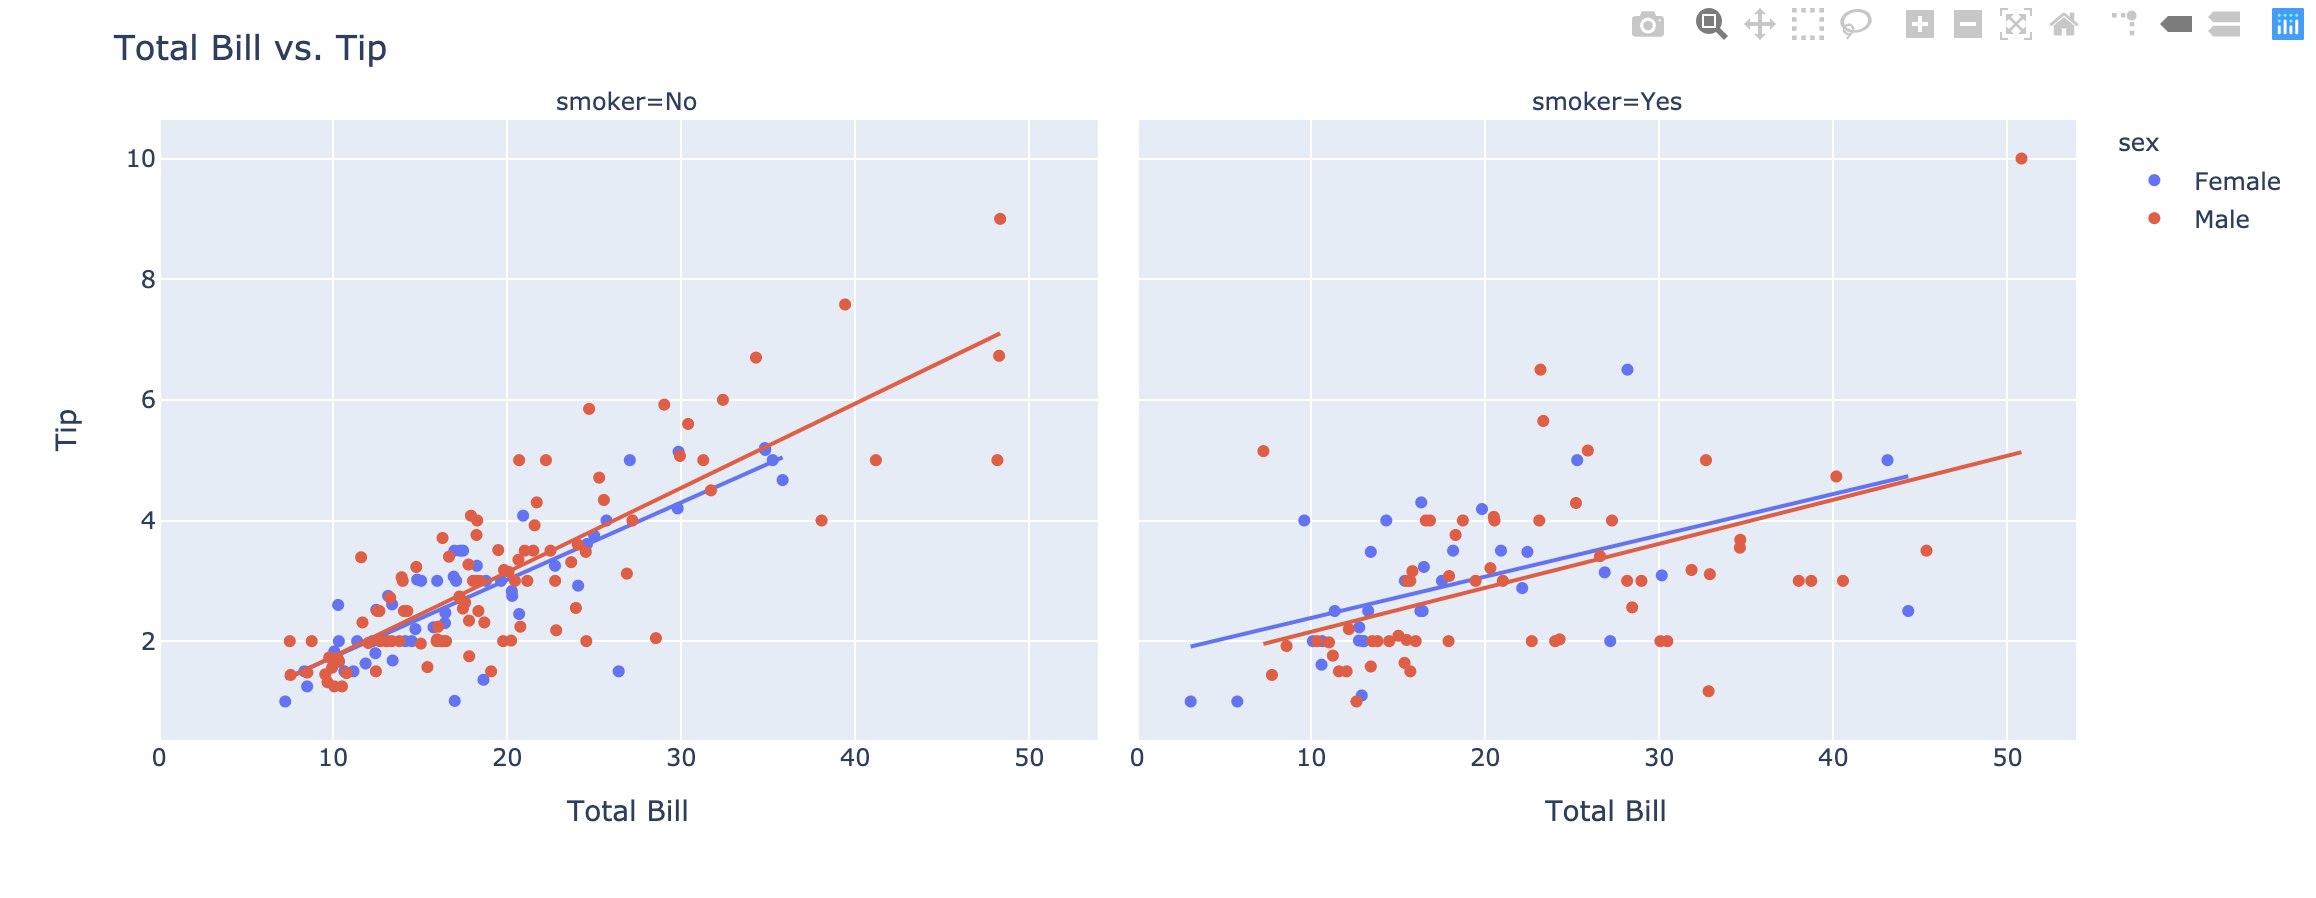 Total Bill vs. Tip
smoker=No
smoker=Yes
sex
Female
Male
10
8
6
4
2
Tip
0 10 20 30 40 50
0 10 20 30 40 50
Total Bill
Total Bill